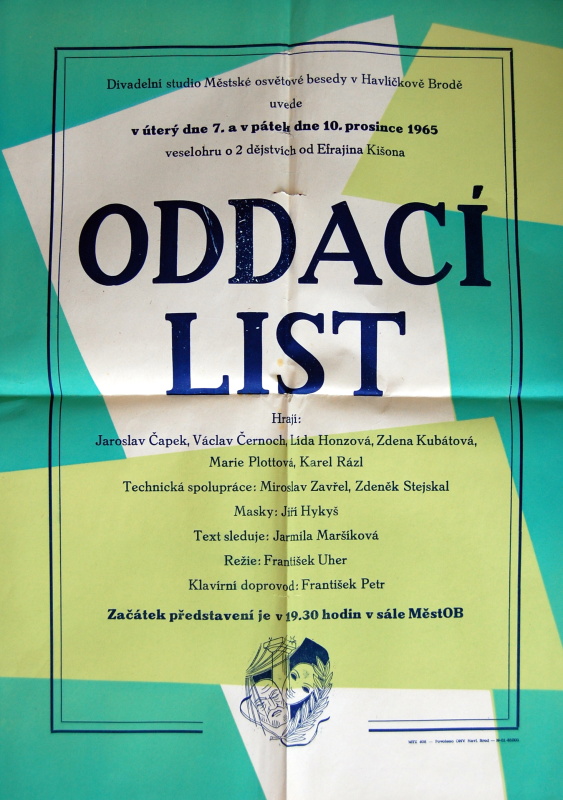 Divadelní studio Městské osvětové besedy v Havlíčkově Brodě
uvede
v úterý dne 7. a v pátek dne 10. prosince 1965
veselohru o 2 dějstvích od Efrajina Kišona
ODDACÍ
LIST
Hrají:
Jaroslav Čapek, Václav Černoch, Lída Honzová, Zdena Kubátová,
Marie Plottová, Karel Rázl
Technická spolupráce: Miroslav Zavřel, Zdeněk Stejskal
Masky: Jiří Hykyš
Text sleduje: Jarmila Maršíková
Režie: František Uher
Klavírní doprovod: František Petr
Začátek představení je v 19.30 hodin v sále MěstOB